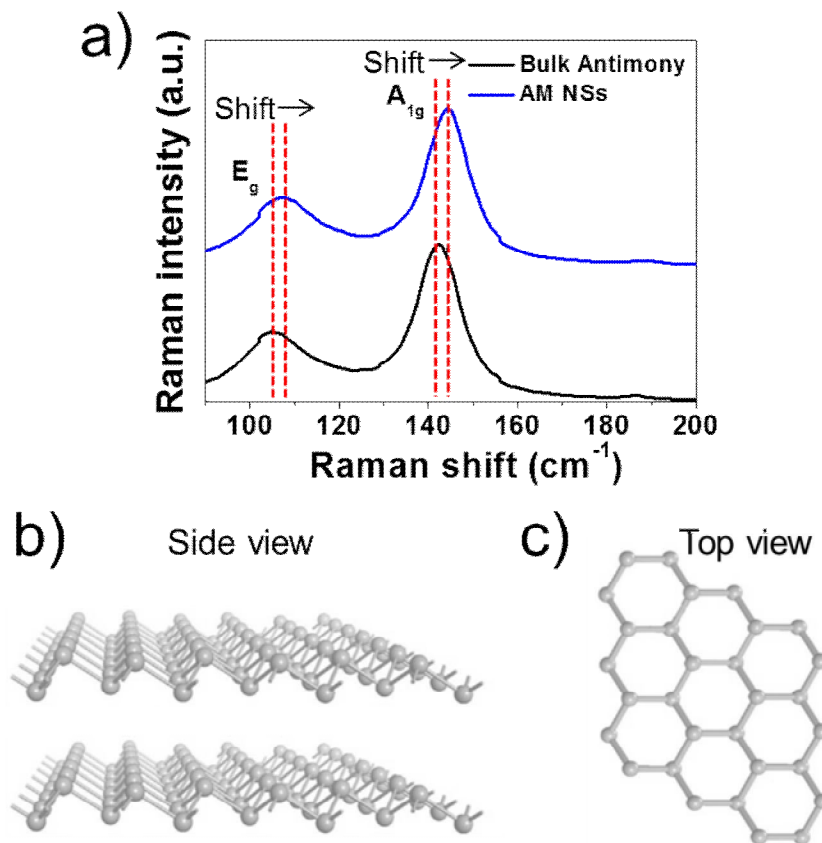 a)
Shift→
Bulk Antimony
AM NSs
A1g
Shift→
Eg
Raman intensity (a.u.)
100 120 140 160 180 200
Raman shift (cm-1)
b)
Side view
c)
Top view